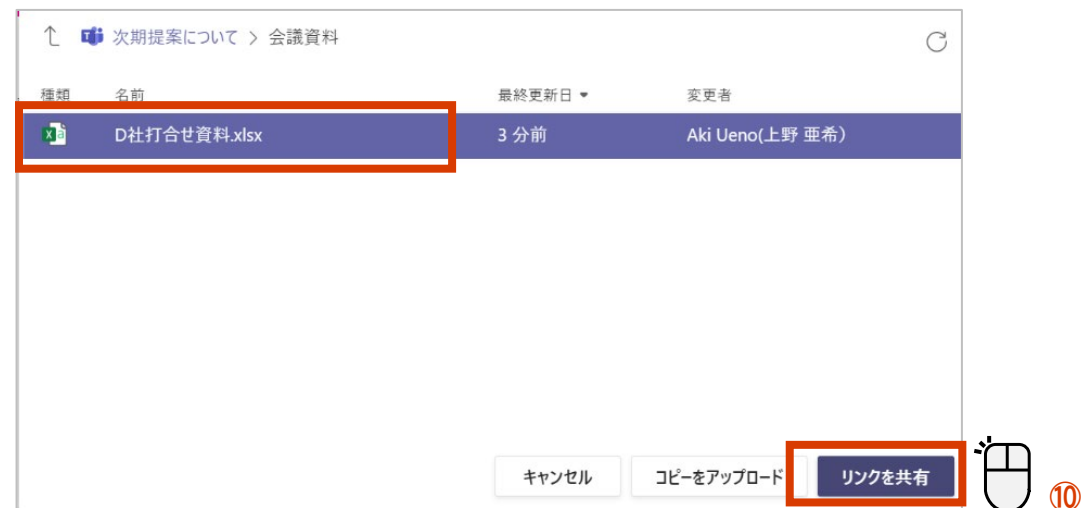 次期提案について > 会議資料
種類 名前 最終更新日 変更者
D社打合せ資料.xlsx 3 分前 Aki Ueno(上野 亜希)
キャンセル コピーをアップロード リンクを共有
⑩